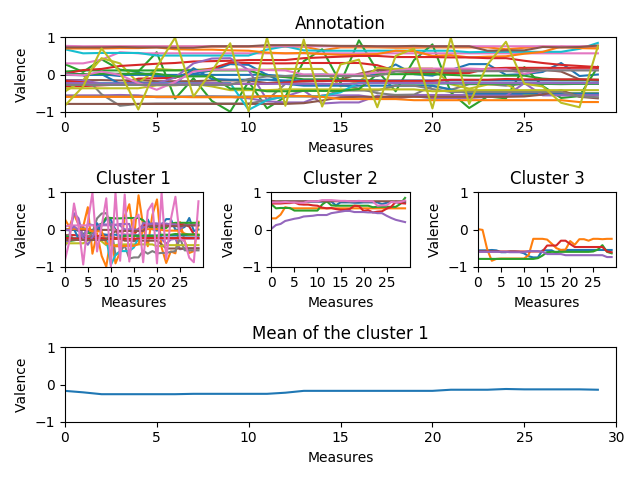 Annotation
Valence
1
0
−1
0 5 10 15 20 25
Measures
Cluster 1 Cluster 2 Cluster 3
Valence Valence Valence
1 1 1
0 0 0
−1 −1 −1
0 5 10 15 20 25 0 5 10 15 20 25 0 5 10 15 20 25
Measures Measures Measures
Mean of the cluster 1
Valence
1
0
−1
0 5 10 15 20 25 30
Measures